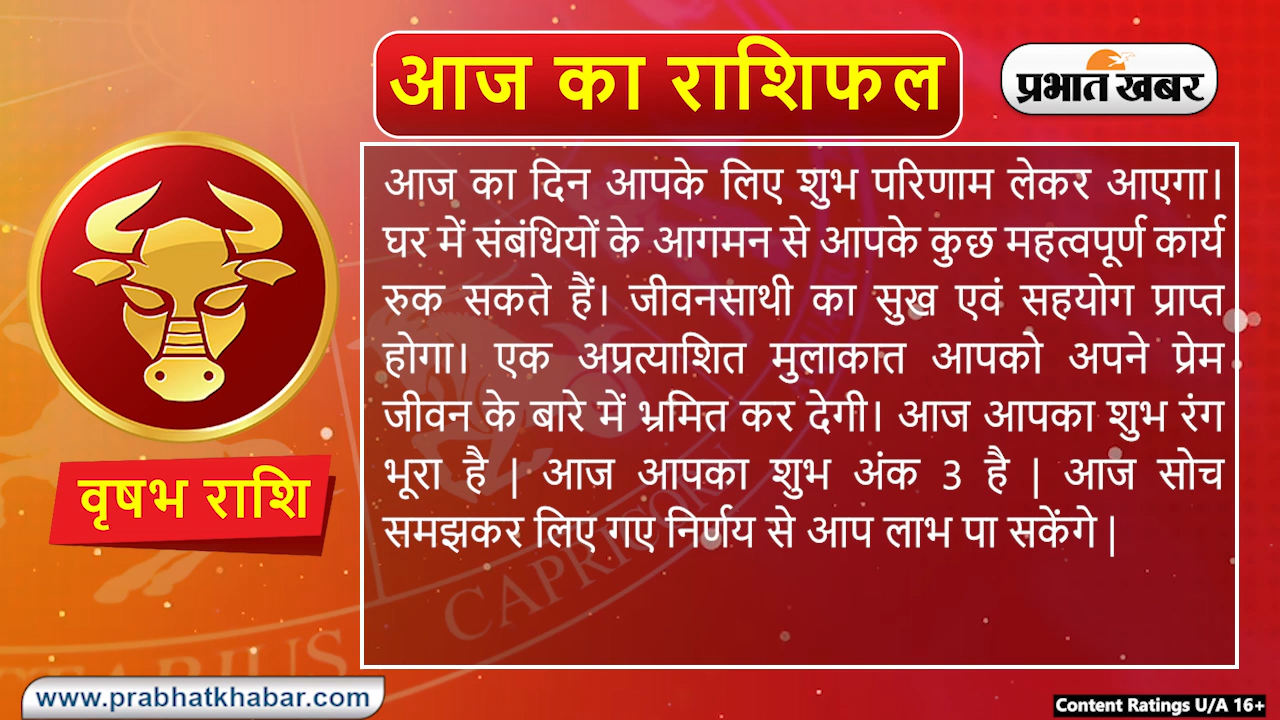 आज का राशिफल
प्रभात खबर
आज का दिन आपके लिए शुभ परिणाम लेकर आएगा।
घर में संबंधियों के आगमन से आपके कुछ महत्वपूर्ण कार्य
रुक सकते हैं। जीवनसाथी का सुख एवं सहयोग प्राप्त
होगा। एक अप्रत्याशित मुलाकात आपको अपने प्रेम
जीवन के बारे में भ्रमित कर देगी। आज आपका शुभ रंग
भूरा है | आज आपका शुभ अंक 3 है | आज सोच
समझकर लिए गए निर्णय से आप लाभ पा सकेंगे |
वृषभ राशि
CAPRICORN
www.prabhatkhabar.com
Content Ratings U/A 16+